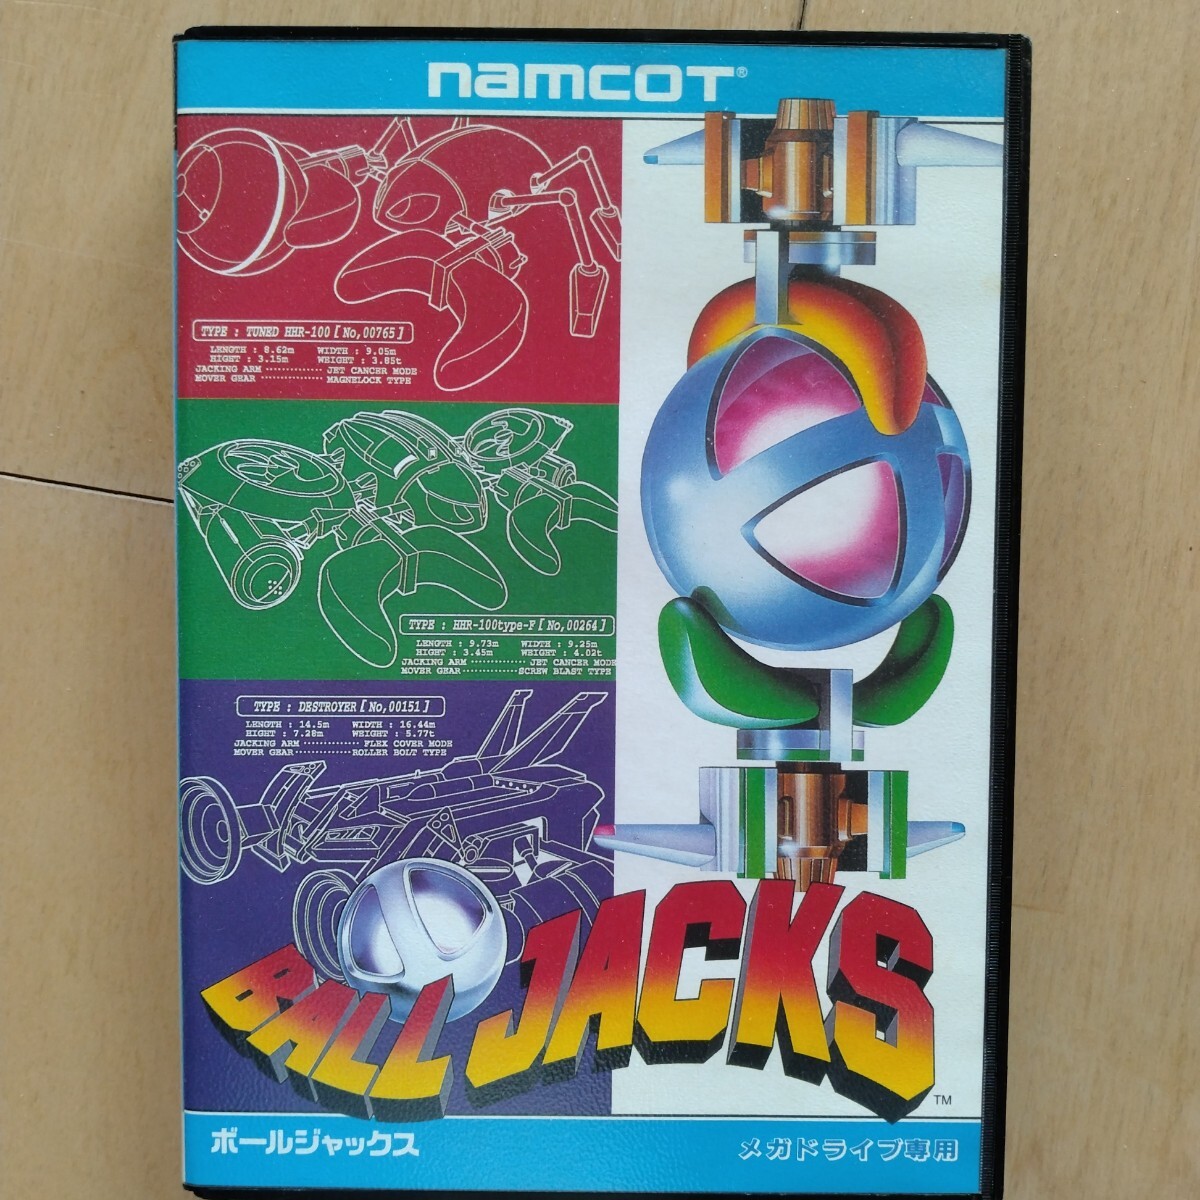 namcot®
TYPE : TUNED HHR-100 [ No,00765 ]
LENGTH : 8.62m WIDTH : 9.05m
HIGHT : 3.15m WEIGHT : 3.85t
JACKING ARM ············· JET CANCER MODE
MOVER GEAR ·············· MAGNELOCK TYPE
TYPE : HHR-100type-F [ No,00264 ]
LENGTH : 9.73m WIDTH : 9.25m
HIGHT : 3.45m WEIGHT : 4.02t
JACKING ARM ·············· JET CANCER MODE
MOVER GEAR ············· SCREW BLAST TYPE
TYPE : DESTROYER [ No,00151 ]
LENGTH : 14.5m WIDTH : 16.44m
HIGHT : 7.28m WEIGHT : 5.77t
JACKING ARM ············· FLEX COVER MODE
MOVER GEAR ·············· ROLLER BOLT TYPE
BALL JACKS
TM
ボールジャックス
メガドライブ専用